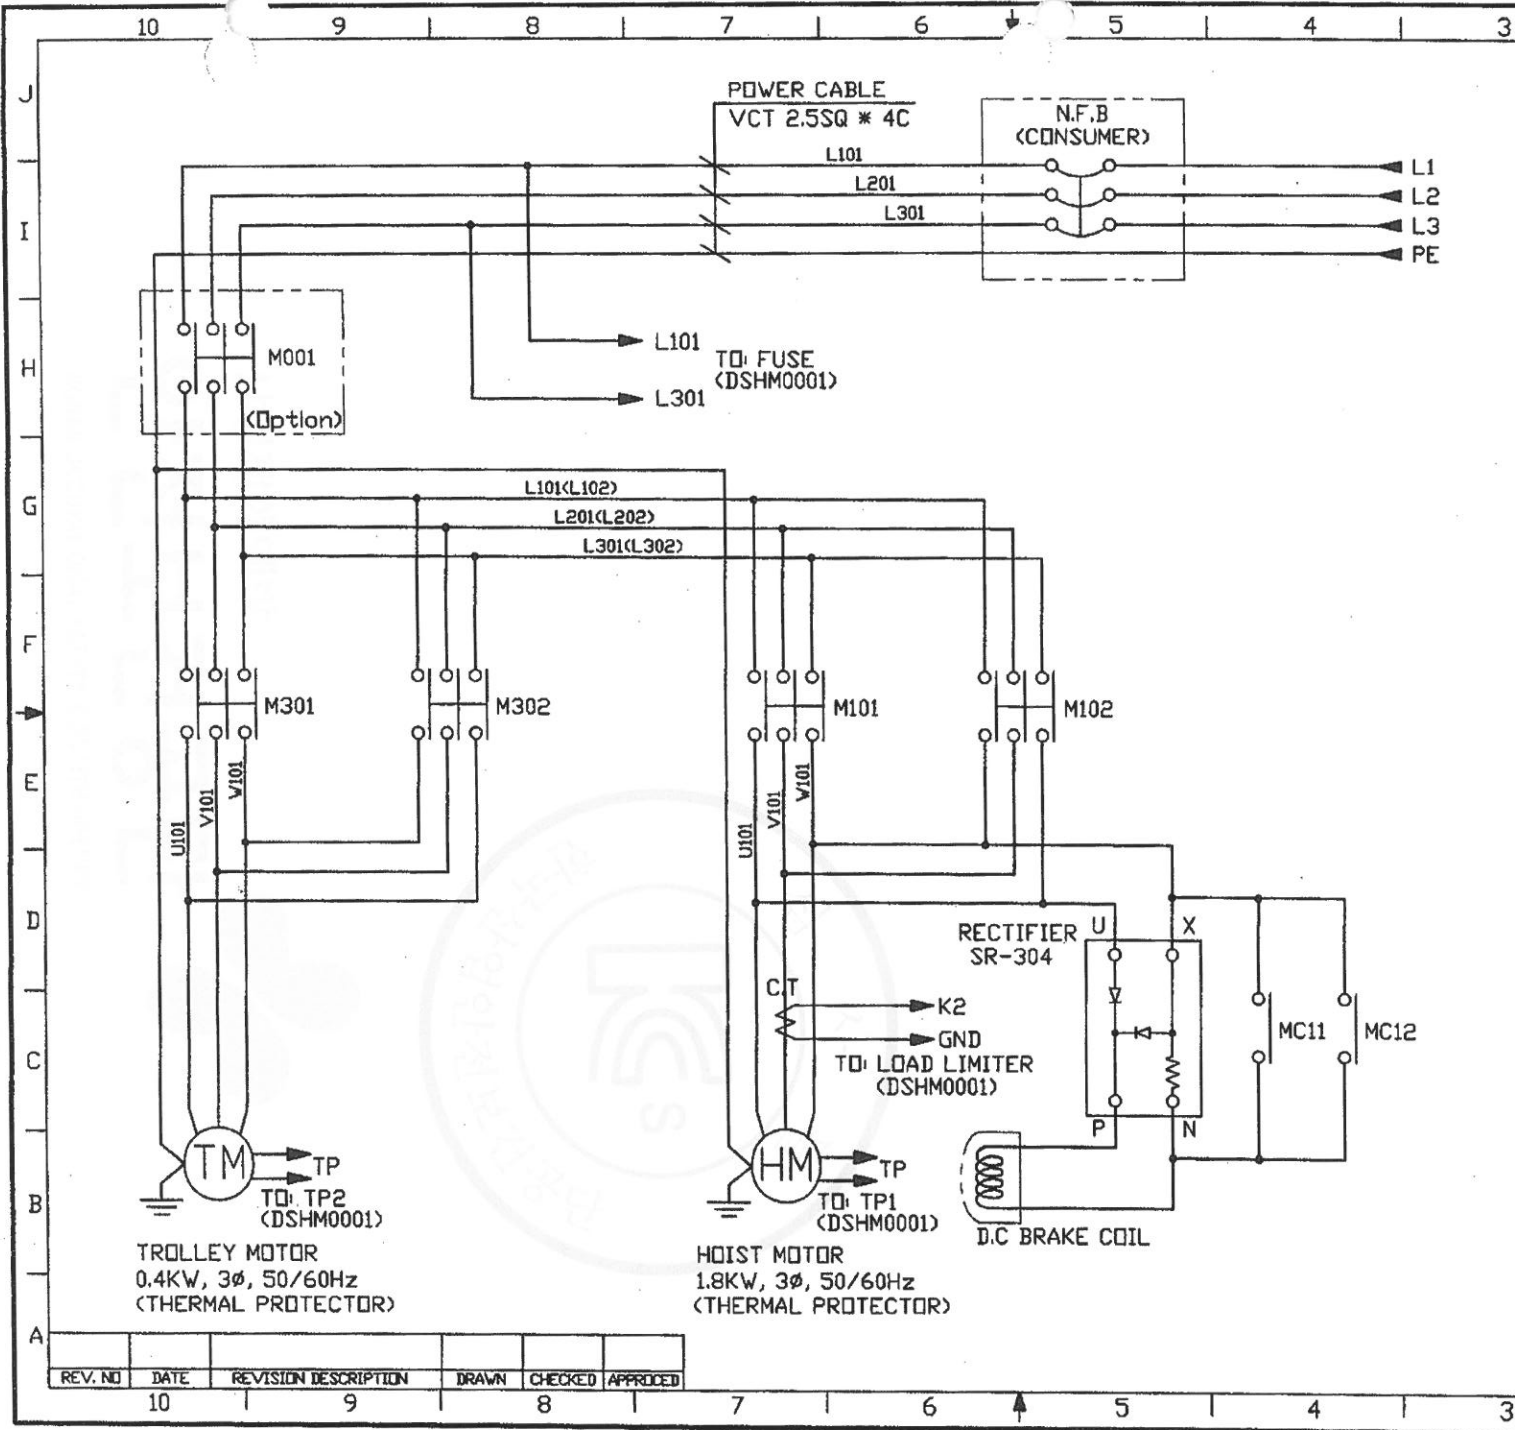 10 9 8 7 6 5 4 3
J
I
H
G
F
E
D
C
B
A
POWER CABLE
VCT 2.5SQ * 4C
N.F.B
(CONSUMER)
L101
L201
L301
L1
L2
L3
PE
M001
(Option)
L101
L301
TO: FUSE
(DSHM0001)
L101(L102)
L201(L202)
L301(L302)
M301
M302
M101
M102
U101
V101
W101
U101
V101
W101
RECTIFIER
SR-304
U
X
P
N
MC11
MC12
C.T
K2
GND
TO: LOAD LIMITER
(DSHM0001)
TM
TP
TO: TP2
(DSHM0001)
HM
TP
TO: TP1
(DSHM0001)
D.C BRAKE COIL
TROLLEY MOTOR
0.4KW, 3Ø, 50/60Hz
(THERMAL PROTECTOR)
HOIST MOTOR
1.8KW, 3Ø, 50/60Hz
(THERMAL PROTECTOR)
REV. NO DATE REVISION DESCRIPTION DRAWN CHECKED APPROCED
10 9 8 7 6 5 4 3